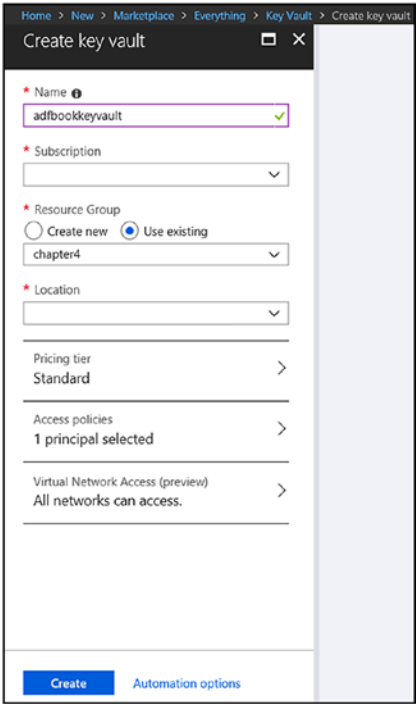 Home > New > Marketplace > Everything > Key Vault > Create key vault
Create key vault
* Name
adfbookkeyvault
* Subscription
* Resource Group
Create new Use existing
chapter4
* Location
Pricing tier
Standard
Access policies
1 principal selected
Virtual Network Access (preview)
All networks can access.
Create Automation options